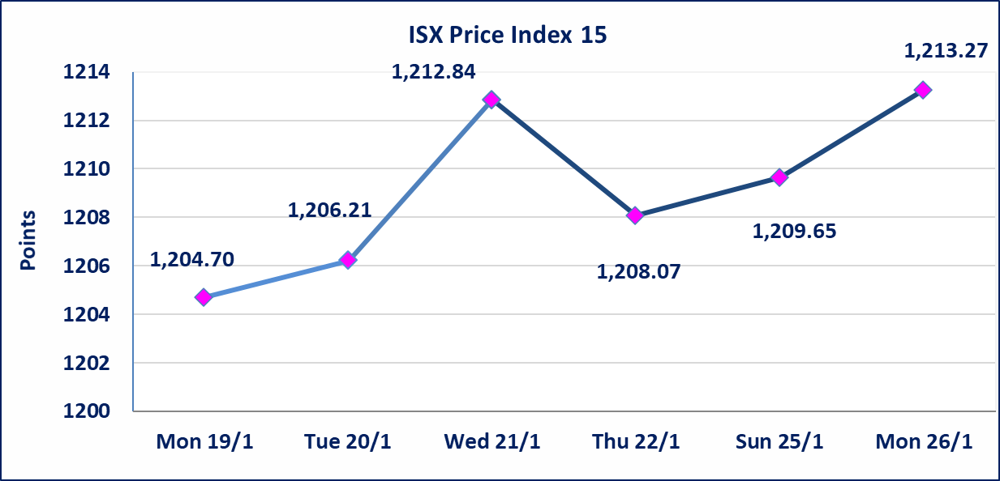 ISX Price Index 15
1,213.27
1,212.84
1,206.21
1,204.70
1,209.65
1,208.07
Points
1214
1212
1210
1208
1206
1204
1202
1200
Mon 19/1
Tue 20/1
Wed 21/1
Thu 22/1
Sun 25/1
Mon 26/1